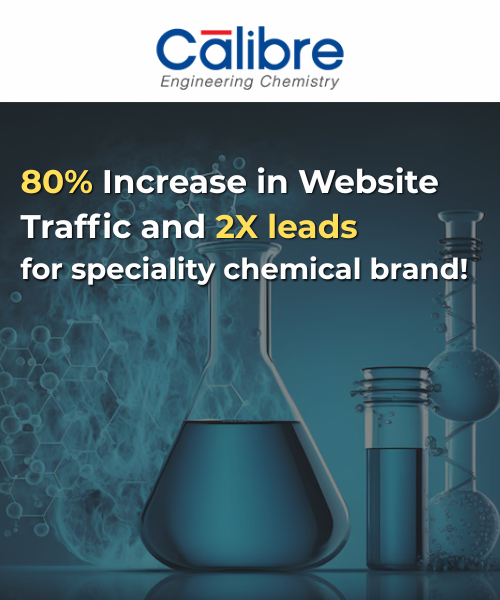 Calibre
Engineering Chemistry
80% Increase in Website
Traffic and 2X leads
for speciality chemical brand!